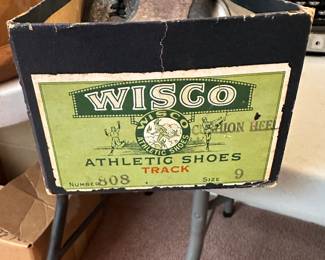 WISCO
WISCO
ATHLETIC SHOES
CUSHION HEEL
ATHLETIC SHOES
TRACK
NUMBER 808 SIZE 9